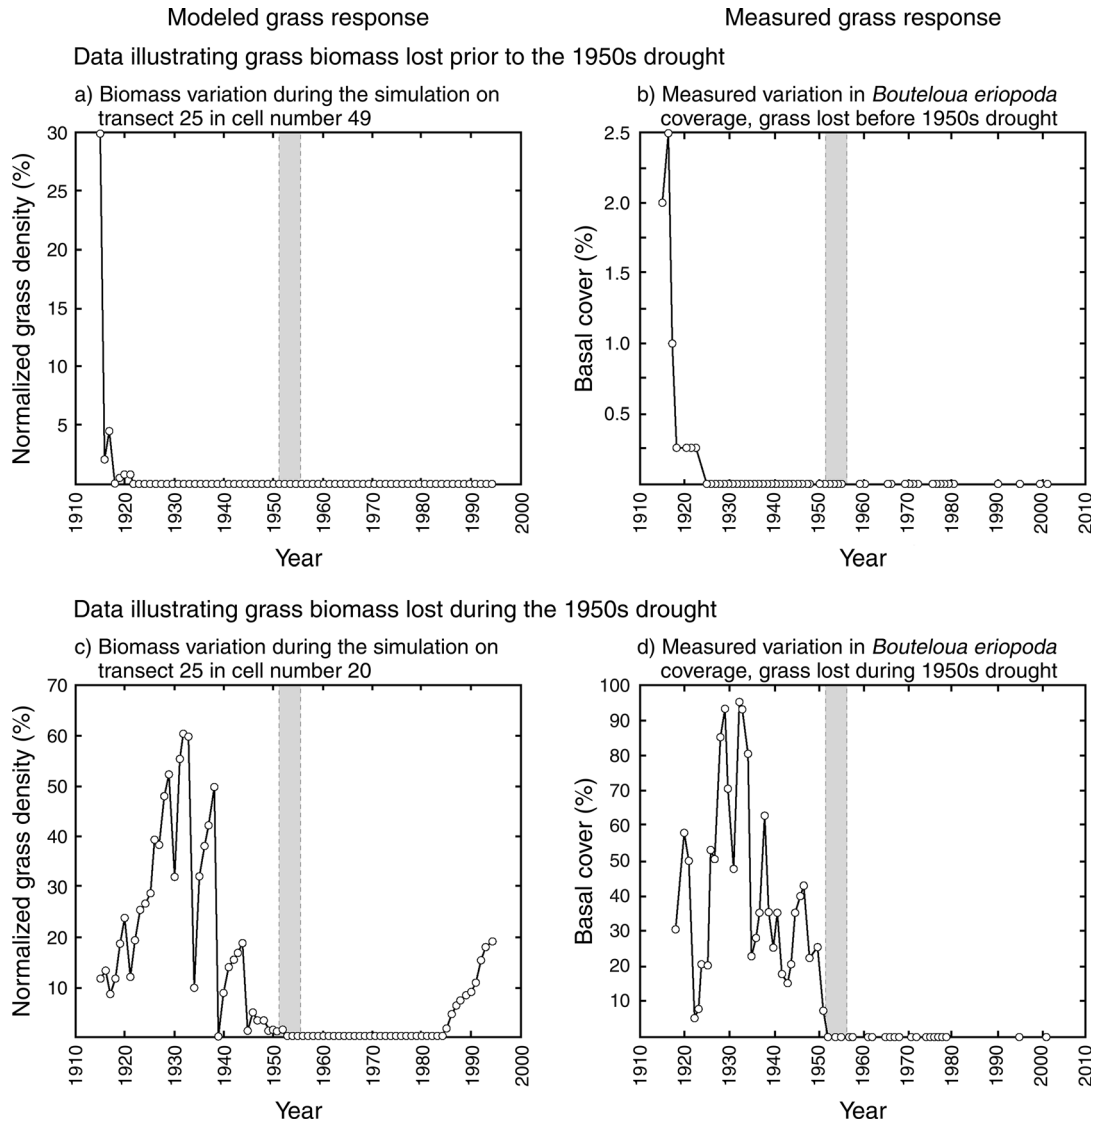 Modeled grass response
Measured grass response
Data illustrating grass biomass lost prior to the 1950s drought
a) Biomass variation during the simulation on
transect 25 in cell number 49
30
25
20
15
10
5
Normalized grass density (%)
1910 1920 1930 1940 1950 1960 1970 1980 1990 2000
Year
b) Measured variation in Bouteloua eriopoda
coverage, grass lost before 1950s drought
2.5
2.0
1.5
1.0
0.5
Basal cover (%)
1910 1920 1930 1940 1950 1960 1970 1980 1990 2000 2010
Year
Data illustrating grass biomass lost during the 1950s drought
c) Biomass variation during the simulation on
transect 25 in cell number 20
70
60
50
40
30
20
10
Normalized grass density (%)
1910 1920 1930 1940 1950 1960 1970 1980 1990 2000
Year
d) Measured variation in Bouteloua eriopoda
coverage, grass lost during 1950s drought
100
90
80
70
60
50
40
30
20
10
Basal cover (%)
1910 1920 1930 1940 1950 1960 1970 1980 1990 2000 2010
Year